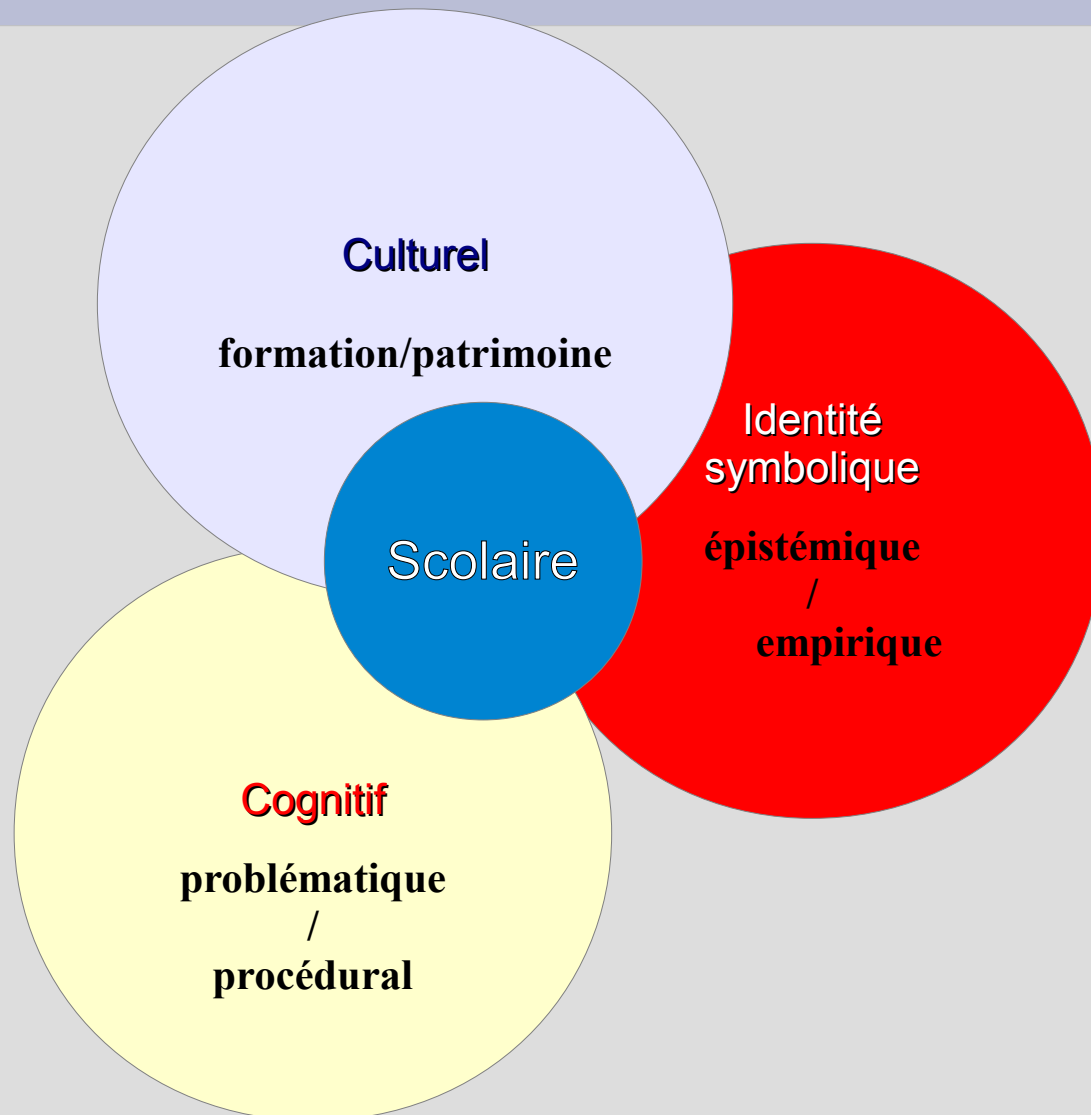 Culturel
formation/patrimoine
Identité
symbolique
épistémique
/
empirique
Scolaire
Cognitif
problématique
/
procédural